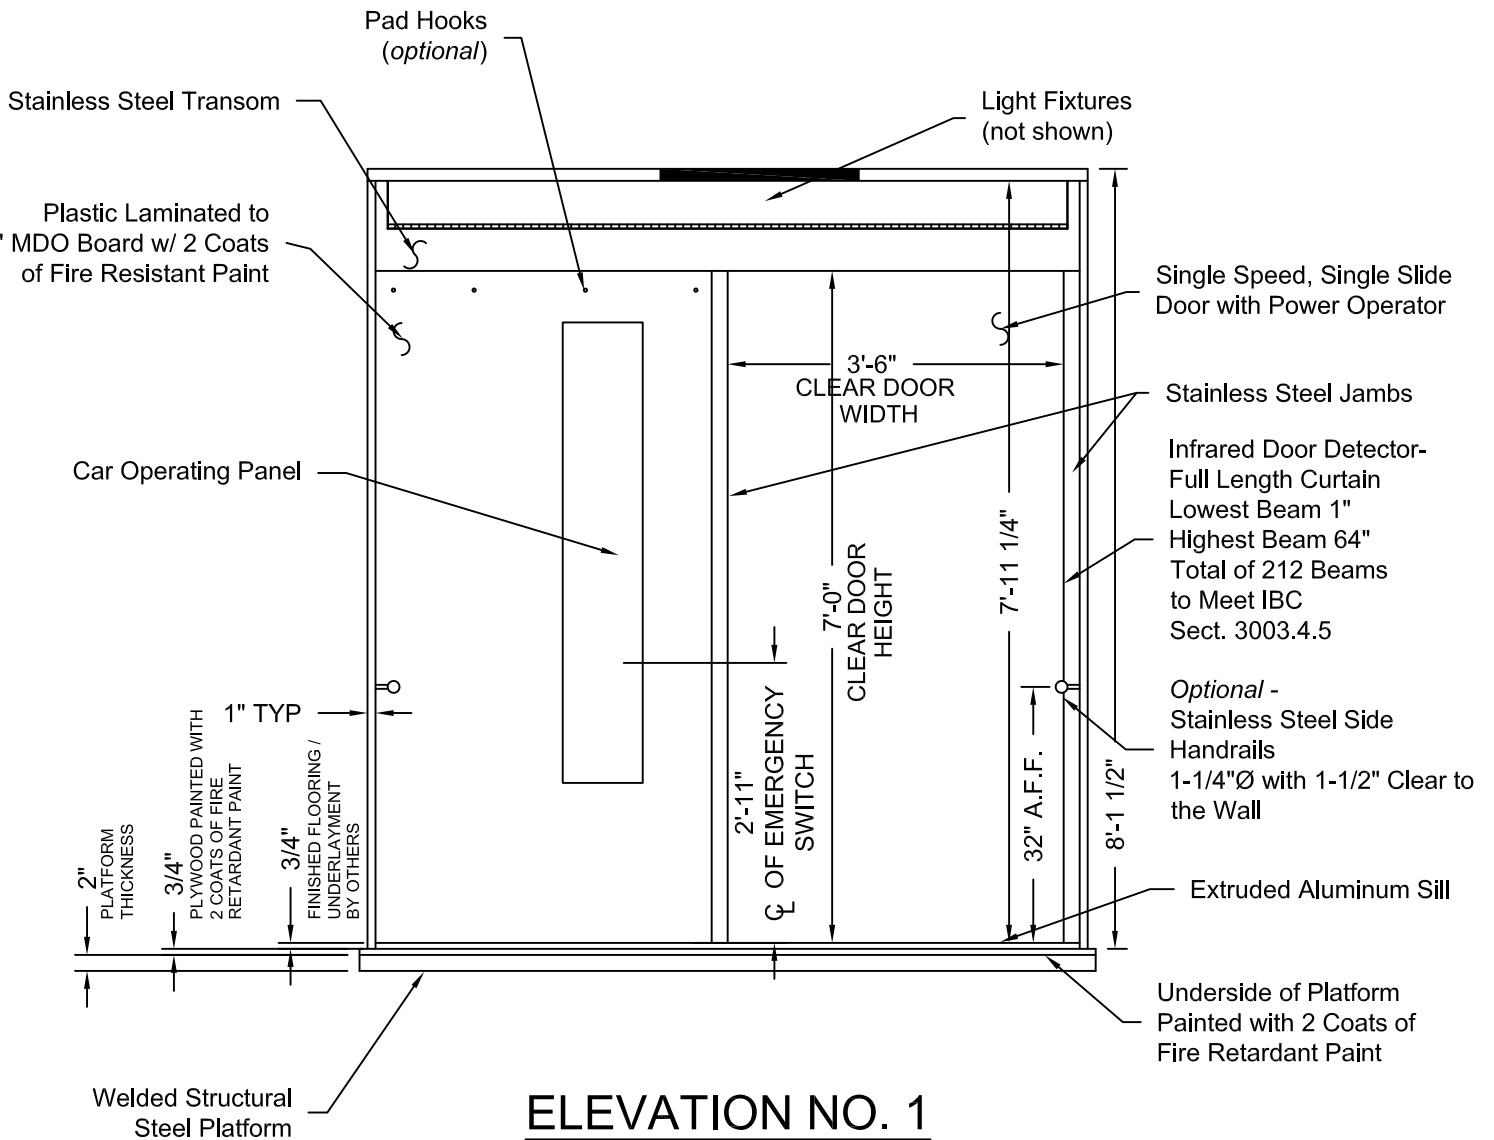 Pad Hooks
(optional)
Stainless Steel Transom
Light Fixtures
(not shown)
Plastic Laminated to
" MDO Board w/ 2 Coats
of Fire Resistant Paint
Single Speed, Single Slide
Door with Power Operator
3'-6"
CLEAR DOOR
WIDTH
Stainless Steel Jambs
Car Operating Panel
Infrared Door Detector-
Full Length Curtain
Lowest Beam 1"
Highest Beam 64"
Total of 212 Beams
to Meet IBC
Sect. 3003.4.5
7'-11 1/4"
7'-0"
CLEAR DOOR
HEIGHT
Optional -
Stainless Steel Side
Handrails
1-1/4"Ø with 1-1/2" Clear to
the Wall
1" TYP
2"
PLATFORM
THICKNESS
3/4"
PLYWOOD PAINTED WITH
2 COATS OF FIRE
RETARDANT PAINT
3/4"
FINISHED FLOORING /
UNDERLAYMENT
BY OTHERS
2'-11"
℄ OF EMERGENCY
SWITCH
32" A.F.F.
8'-1 1/2"
Extruded Aluminum Sill
Underside of Platform
Painted with 2 Coats of
Fire Retardant Paint
Welded Structural
Steel Platform
ELEVATION NO. 1